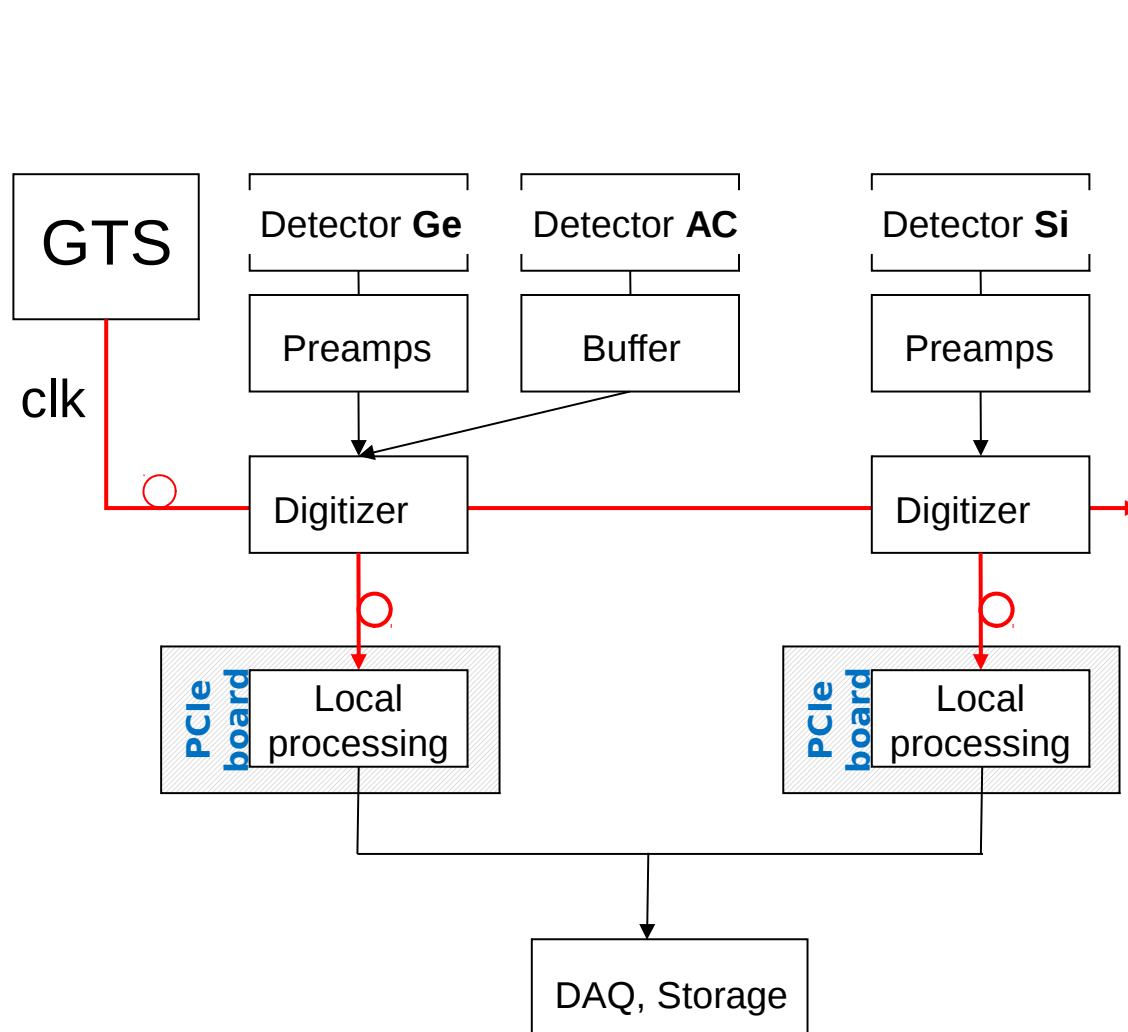 GTS
Detector Ge
Detector AC
Detector Si
Preamps
Buffer
Preamps
clk
Digitizer
Digitizer
PCIe
board
Local
processing
PCIe
board
Local
processing
DAQ, Storage